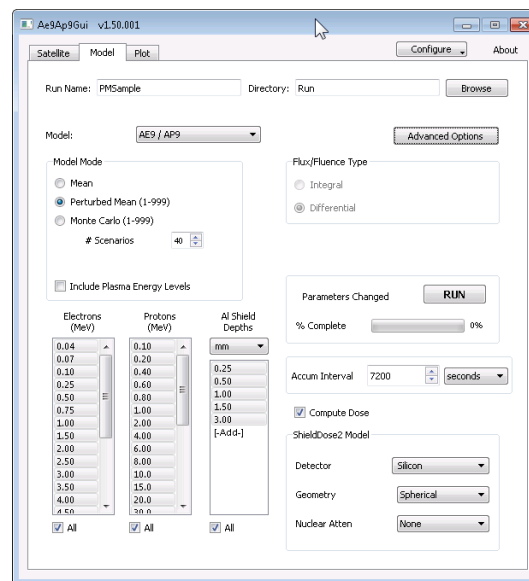 Ae9Ap9Gui v1.50.001
Satellite Model Plot Configure About
Run Name: PMSample Directory: Run Browse
Model: AE9 / AP9 Advanced Options
Model Mode Flux/Fluence Type
Mean Integral
Perturbed Mean (1-999) Differential
Monte Carlo (1-999)
# Scenarios 40
Include Plasma Energy Levels
Parameters Changed RUN
% Complete 0%
Electrons Protons Al Shield
(MeV) (MeV) Depths
0.04 0.10 mm
0.07 0.20
0.10 0.40 0.25
0.25 0.60 0.50
0.50 0.80 1.00
0.75 1.00 1.50
1.00 2.00 3.00
1.50 4.00 [-Add-]
2.00 6.00
2.50 8.00
3.00 10.0
3.50 15.0
4.00 20.0
4.50 30.0
All All All
Accum Interval 7200 seconds
Compute Dose
ShieldDose2 Model
Detector Silicon
Geometry Spherical
Nuclear Atten None